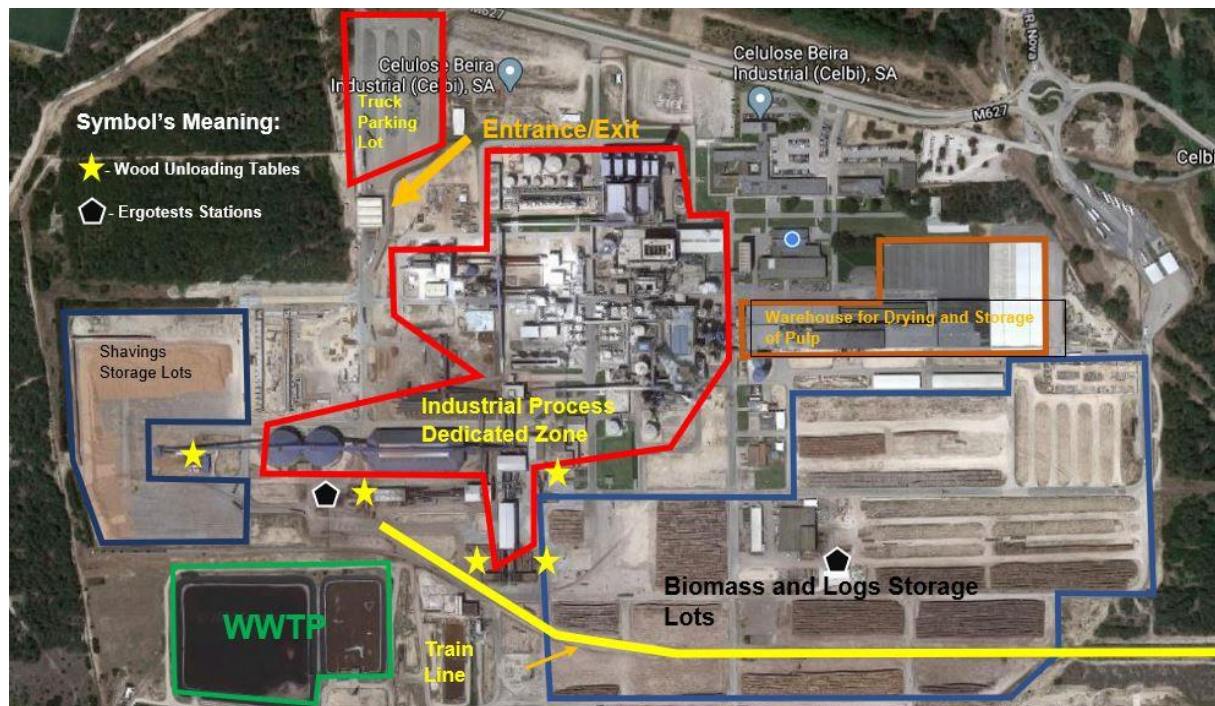 M627
Celulose Beira
Industrial (Celbi), SA
Celulose Beira
Industrial (Celbi), SA
R. Nova
M627
Celbi
Truck
Parking
Lot
Entrance/Exit
Symbol's Meaning:
- Wood Unloading Tables
- Ergotests Stations
Warehouse for Drying and Storage
of Pulp
Shavings
Storage Lots
Industrial Process
Dedicated Zone
Biomass and Logs Storage
Lots
WWTP
Train
Line